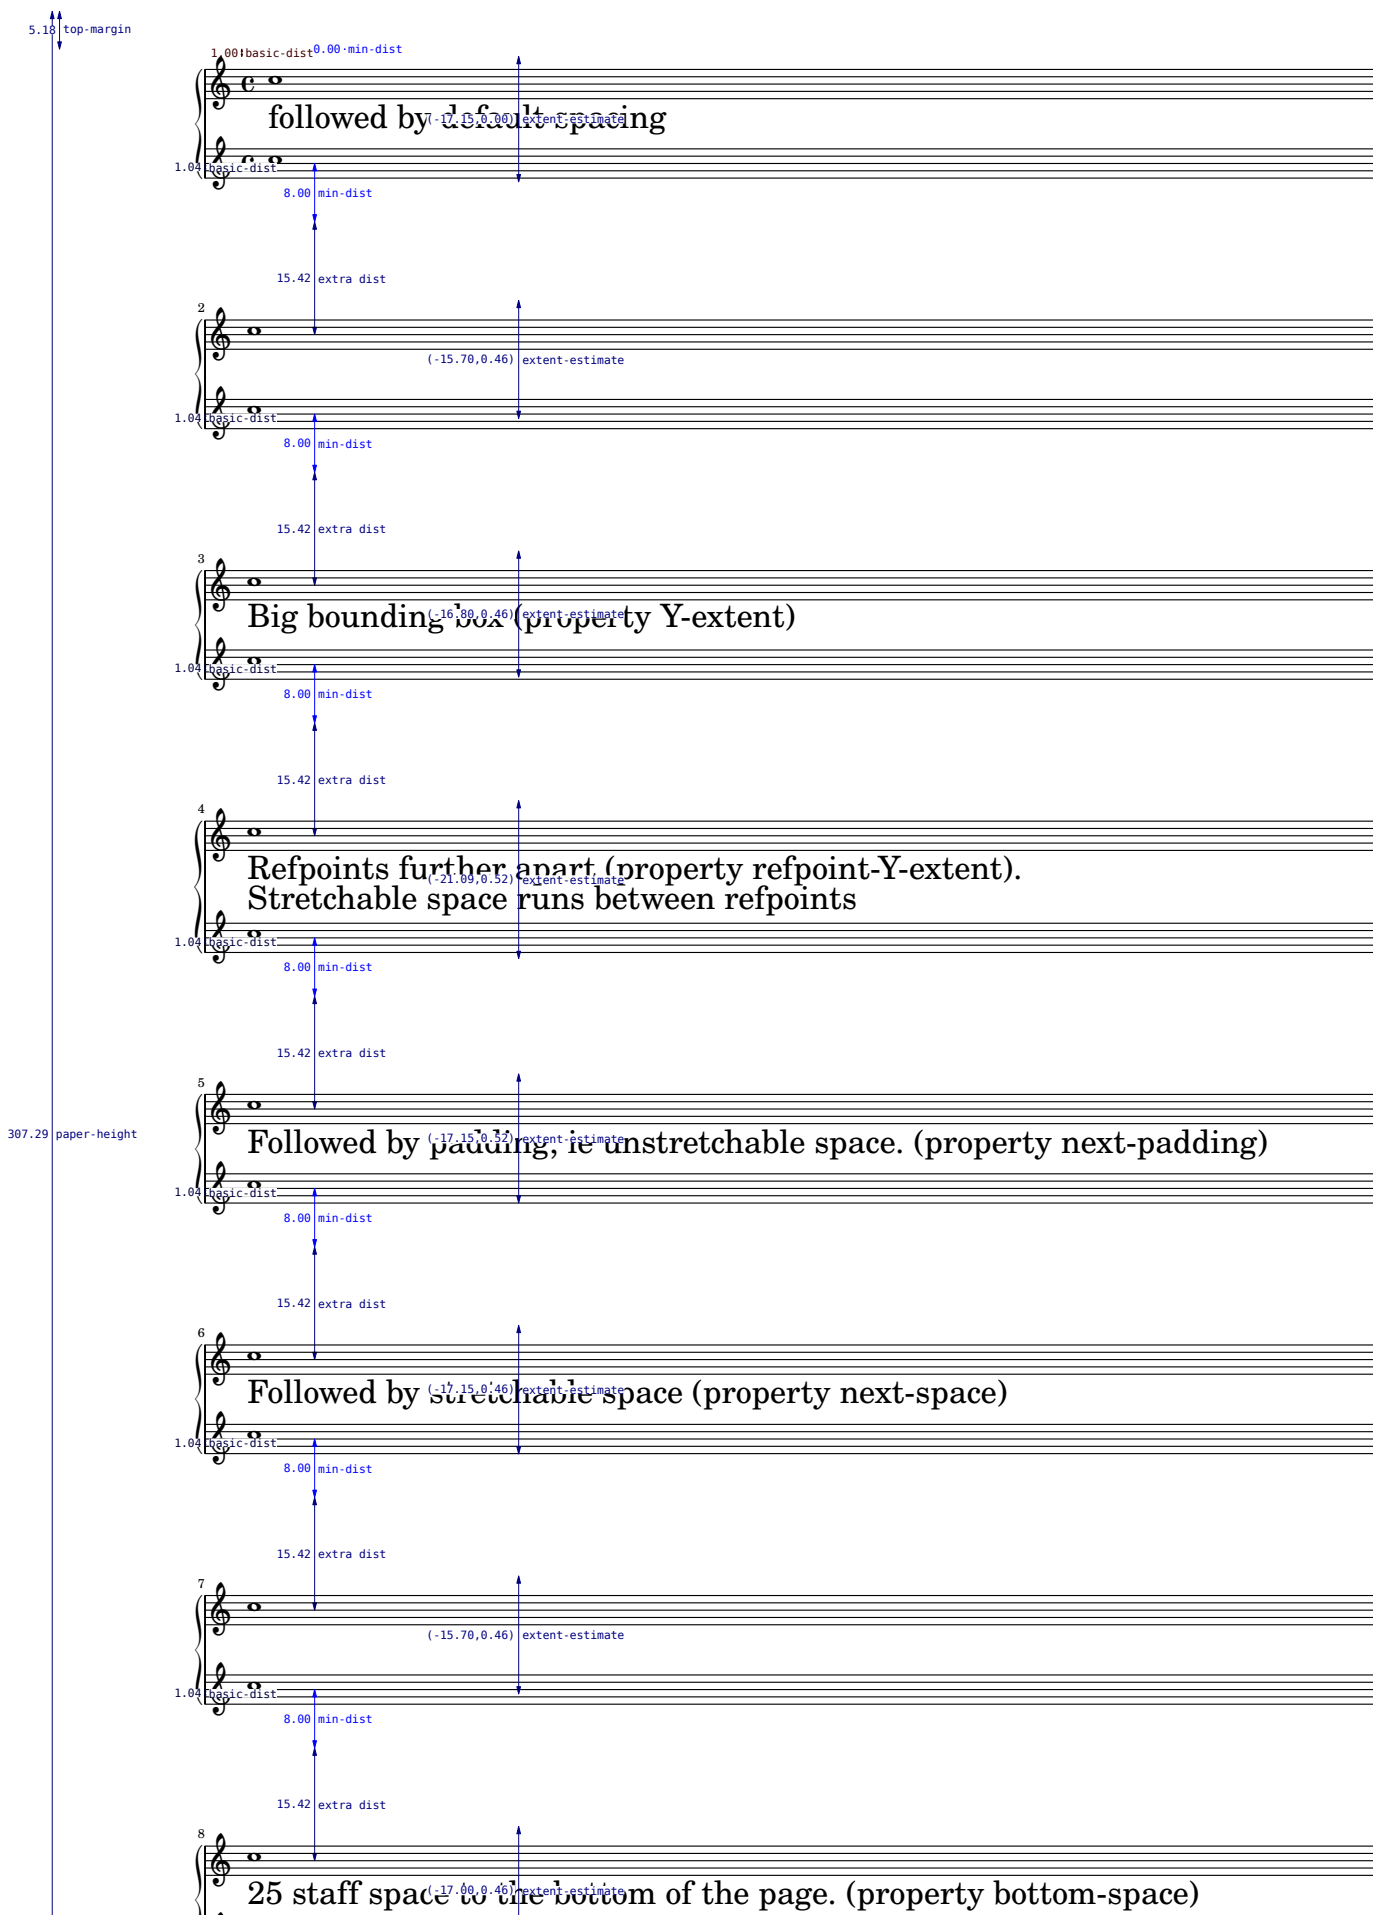 5.18 top-margin
1.00 basic-dist 0.00 min-dist
followed by default spacing
(-17.15,0.00) extent-estimate
1.04 basic-dist
8.00 min-dist
15.42 extra dist
2
(-15.70,0.46) extent-estimate
1.04 basic-dist
8.00 min-dist
15.42 extra dist
3
Big bounding box (property Y-extent)
(-16.80,0.46) extent-estimate
1.04 basic-dist
8.00 min-dist
15.42 extra dist
4
Refpoints further apart (property refpoint-Y-extent).
(-21.09,0.52) extent-estimate
Stretchable space runs between refpoints
1.04 basic-dist
8.00 min-dist
15.42 extra dist
5
307.29 paper-height
Followed by padding, ie unstretchable space. (property next-padding)
(-17.15,0.52) extent-estimate
1.04 basic-dist
8.00 min-dist
15.42 extra dist
6
Followed by stretchable space (property next-space)
(-17.15,0.46) extent-estimate
1.04 basic-dist
8.00 min-dist
15.42 extra dist
7
(-15.70,0.46) extent-estimate
1.04 basic-dist
8.00 min-dist
15.42 extra dist
8
25 staff space to the bottom of the page. (property bottom-space)
(-17.00,0.46) extent-estimate